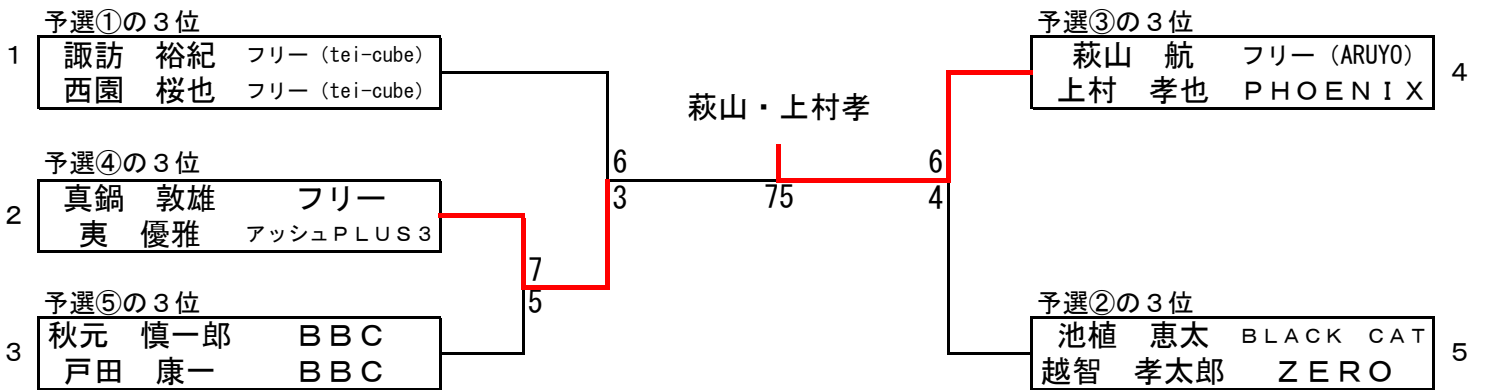 予選①の３位
1 諏訪　裕紀 フリー（tei-cube)
西園　桜也 フリー（tei-cube)
予選④の３位
2 真鍋　敦雄 フリー
夷　優雅 アッシュＰＬＵＳ３
予選⑤の３位
3 秋元　慎一郎 ＢＢＣ
戸田　康一 ＢＢＣ
7
5
6
3
萩山・上村孝
75
6
4
予選③の３位
萩山　航 フリー（ARUYO) 4
上村　孝也 ＰＨＯＥＮＩＸ
予選②の３位
池植　恵太 ＢＬＡＣＫ　ＣＡＴ 5
越智　孝太郎 ＺＥＲＯ